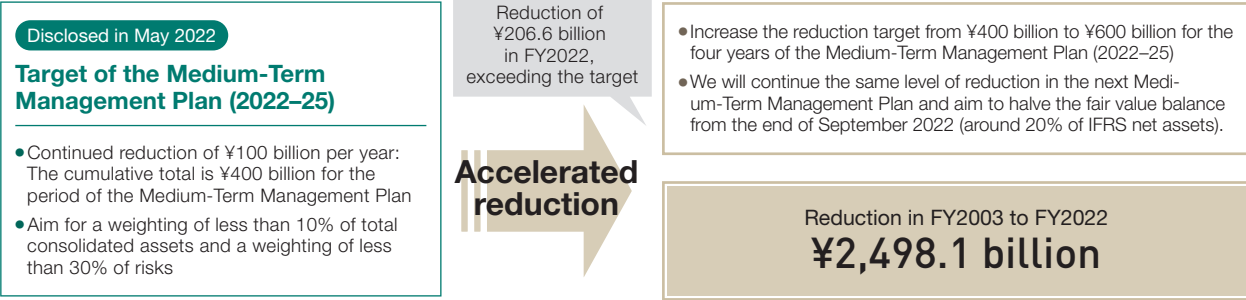 Disclosed in May 2022
Target of the Medium-Term
Management Plan (2022–25)
●Continued reduction of ¥100 billion per year:
The cumulative total is ¥400 billion for the
period of the Medium-Term Management Plan
●Aim for a weighting of less than 10% of total
consolidated assets and a weighting of less
than 30% of risks
Reduction of
¥206.6 billion
in FY2022,
exceeding the target
Accelerated
reduction
●Increase the reduction target from ¥400 billion to ¥600 billion for the
four years of the Medium-Term Management Plan (2022–25)
●We will continue the same level of reduction in the next Medi-
um-Term Management Plan and aim to halve the fair value balance
from the end of September 2022 (around 20% of IFRS net assets).
Reduction in FY2003 to FY2022
¥2,498.1 billion